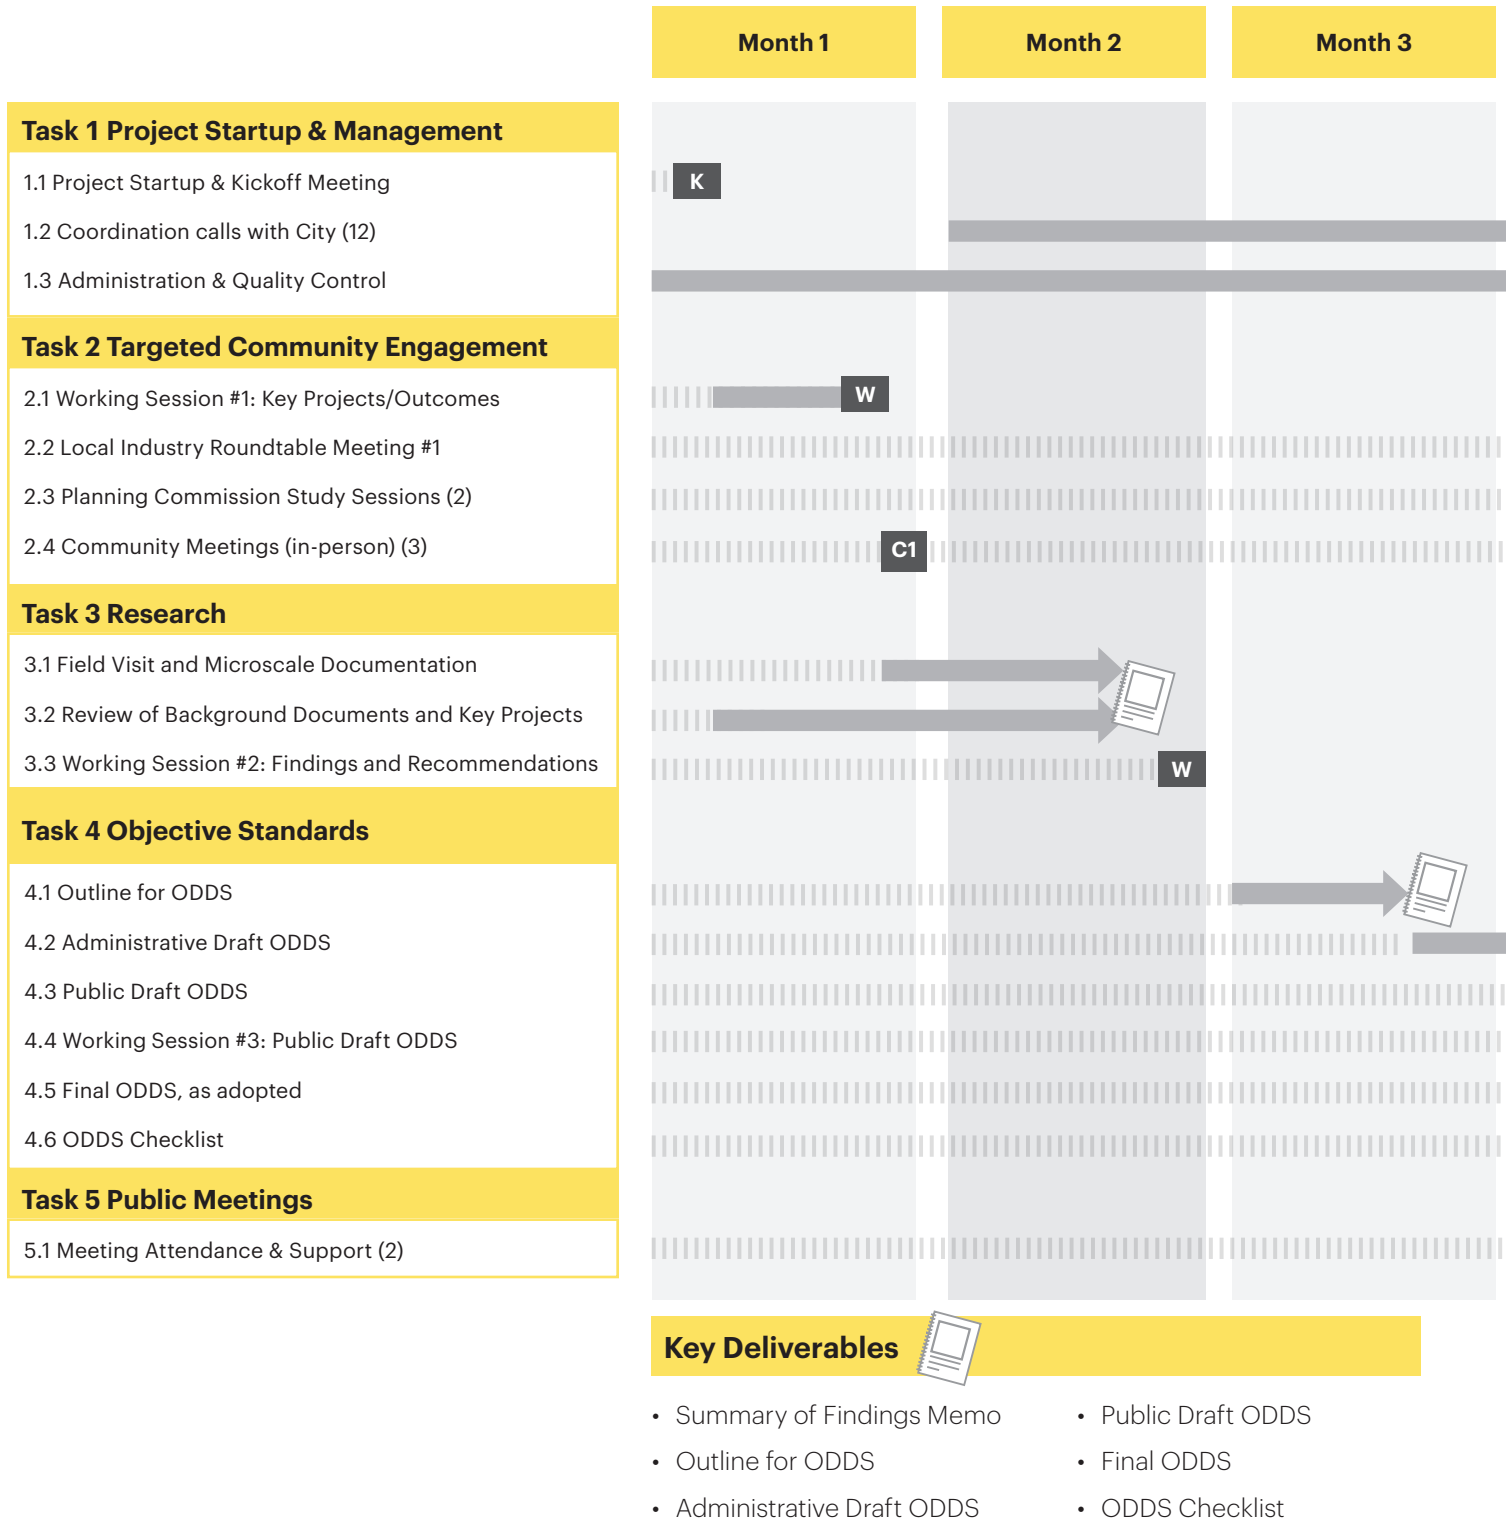 Month 1
Month 2
Month 3
Task 1 Project Startup & Management
1.1 Project Startup & Kickoff Meeting
K
1.2 Coordination calls with City (12)
1.3 Administration & Quality Control
Task 2 Targeted Community Engagement
2.1 Working Session #1: Key Projects/Outcomes
W
2.2 Local Industry Roundtable Meeting #1
2.3 Planning Commission Study Sessions (2)
2.4 Community Meetings (in-person) (3)
C1
Task 3 Research
3.1 Field Visit and Microscale Documentation
3.2 Review of Background Documents and Key Projects
3.3 Working Session #2: Findings and Recommendations
W
Task 4 Objective Standards
4.1 Outline for ODDS
4.2 Administrative Draft ODDS
4.3 Public Draft ODDS
4.4 Working Session #3: Public Draft ODDS
4.5 Final ODDS, as adopted
4.6 ODDS Checklist
Task 5 Public Meetings
5.1 Meeting Attendance & Support (2)
Key Deliverables
• Summary of Findings Memo
• Outline for ODDS
• Administrative Draft ODDS
• Public Draft ODDS
• Final ODDS
• ODDS Checklist